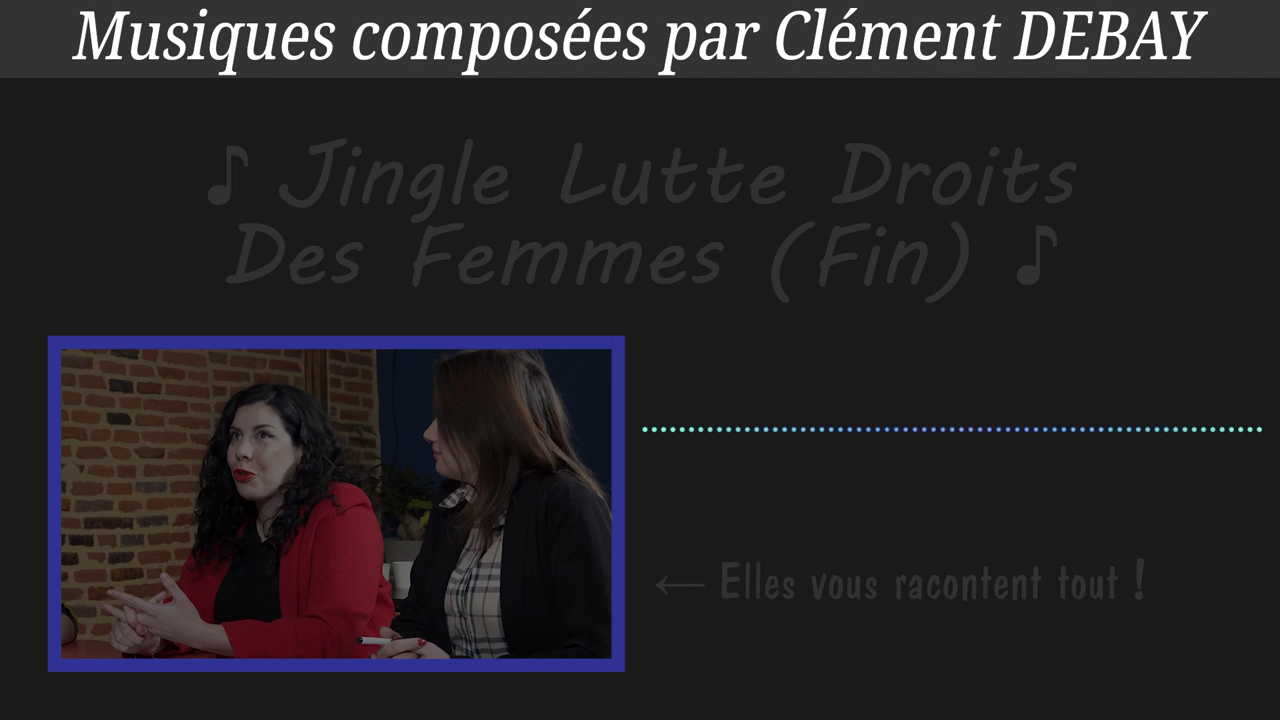 Musiques composées par Clément DEBAY
♪ Jingle Lutte Droits
Des Femmes (Fin) ♪
← Elles vous racontent tout !